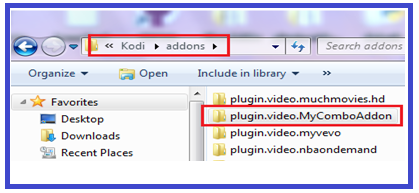 « Kodi ▸ addons ▸
Search addons
Organize ▾ Open Include in library ▾ »
Favorites
Desktop
Downloads
Recent Places
plugin.video.muchmovies.hd
plugin.video.MyComboAddon
plugin.video.myvevo
plugin.video.nbaondemand